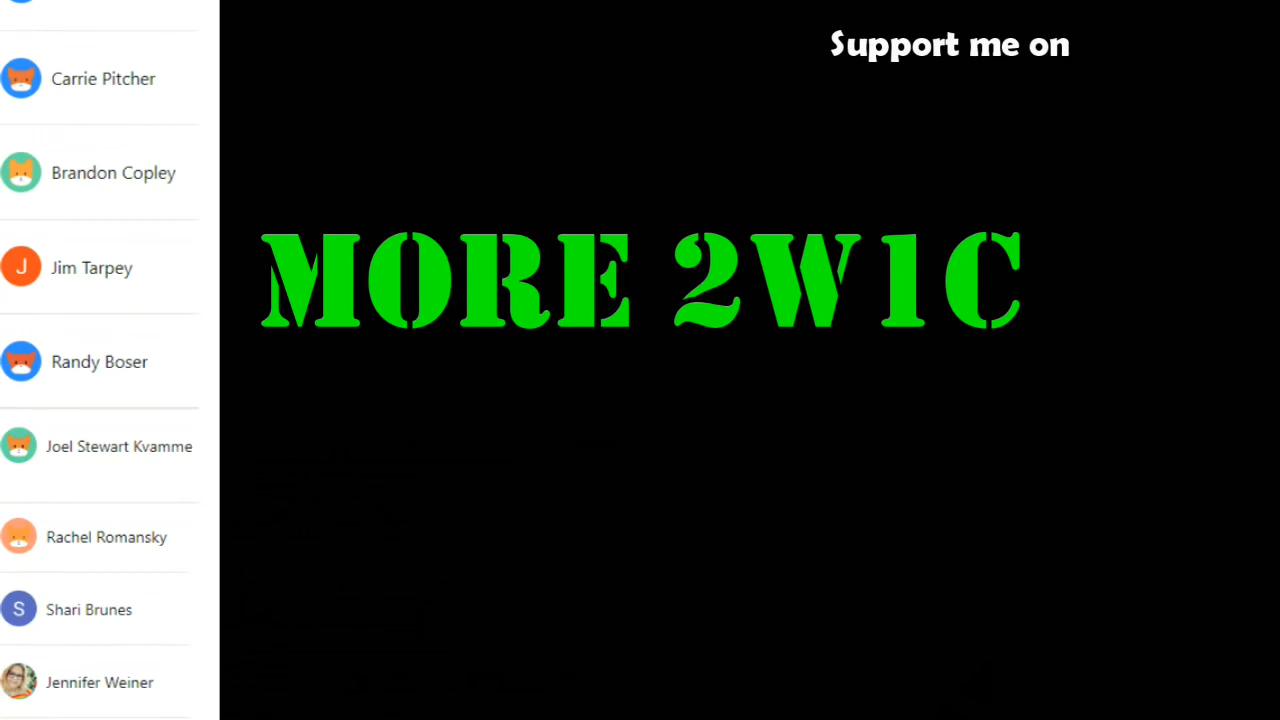 Support me on
Carrie Pitcher
Brandon Copley
MORE 2W1C
J Jim Tarpey
Randy Boser
Joel Stewart Kvamme
Rachel Romansky
S Shari Brunes
Jennifer Weiner